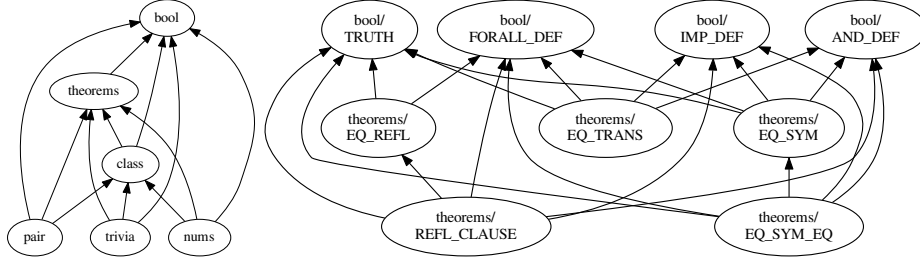 bool
theorems
class
pair
trivia
nums
bool/
TRUTH
bool/
FORALL_DEF
bool/
IMP_DEF
bool/
AND_DEF
theorems/
EQ_REFL
theorems/
EQ_TRANS
theorems/
EQ_SYM
theorems/
REFL_CLAUSE
theorems/
EQ_SYM_EQ